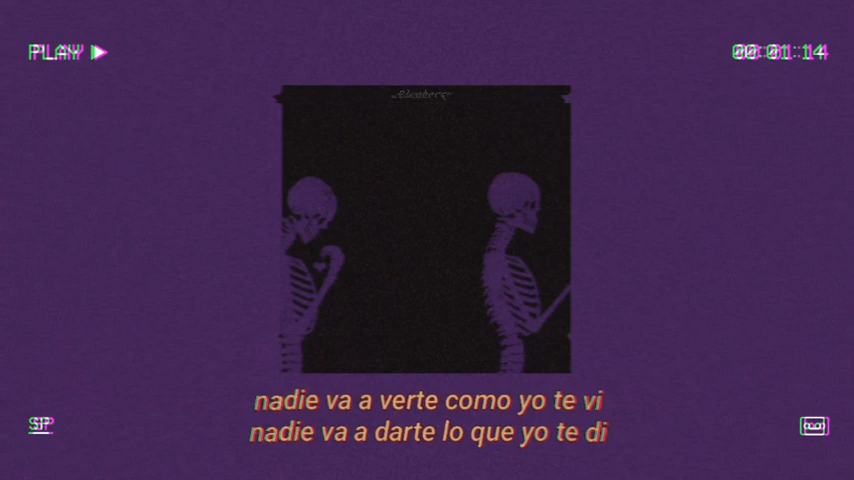 PLAY
00:01:14
nadie va a verte como yo te vi
nadie va a darte lo que yo te di
SP